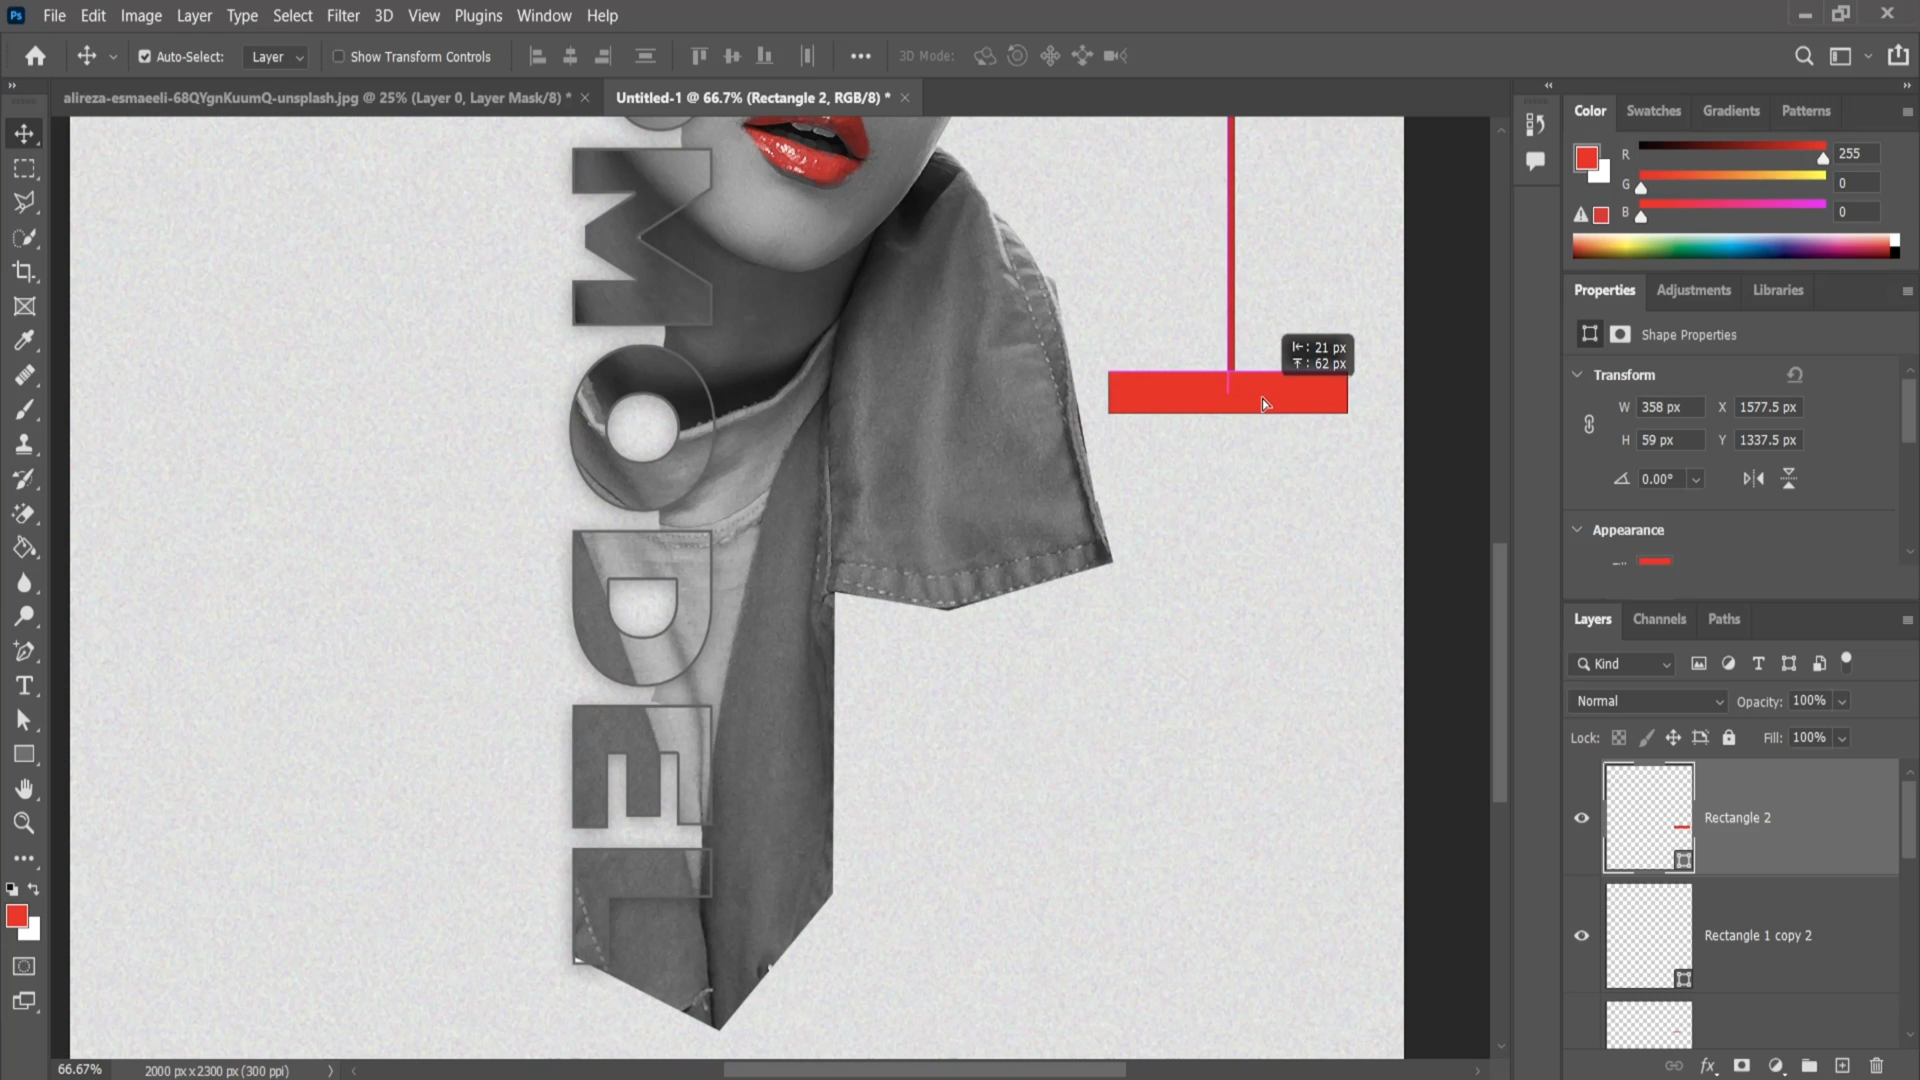 Ps File Edit Image Layer Type Select Filter 3D View Plugins Window Help
Auto-Select: Layer Show Transform Controls 3D Mode:
alireza-esmaeeli-68QYgnKuumQ-unsplash.jpg @ 25% (Layer 0, Layer Mask/8) *
Untitled-1 @ 66.7% (Rectangle 2, RGB/8) *
MODEL
21 px
62 px
Color Swatches Gradients Patterns
R 255
G 0
B 0
Properties Adjustments Libraries
Shape Properties
Transform
W 358 px X 1577.5 px
H 59 px Y 1337.5 px
0.00°
Appearance
Layers Channels Paths
Kind
Normal Opacity: 100%
Lock: Fill: 100%
Rectangle 2
Rectangle 1 copy 2
fx
66.67% 2000 px x 2300 px (300 ppi)